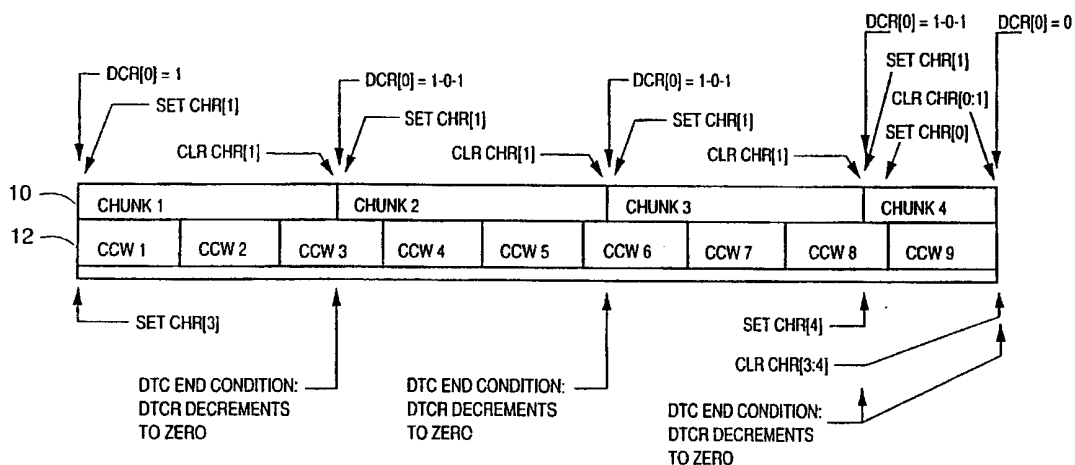 DCR[0] = 1-0-1
DCR[0] = 0
DCR[0] = 1
DCR[0] = 1-0-1
DCR[0] = 1-0-1
SET CHR[1]
SET CHR[1]
SET CHR[1]
SET CHR[1]
CLR CHR[0:1]
CLR CHR[1]
CLR CHR[1]
CLR CHR[1]
SET CHR[0]
10
CHUNK 1
CHUNK 2
CHUNK 3
CHUNK 4
12
CCW 1
CCW 2
CCW 3
CCW 4
CCW 5
CCW 6
CCW 7
CCW 8
CCW 9
SET CHR[3]
SET CHR[4]
CLR CHR[3:4]
DTC END CONDITION:
DTCR DECREMENTS
TO ZERO
DTC END CONDITION:
DTCR DECREMENTS
TO ZERO
DTC END CONDITION:
DTCR DECREMENTS
TO ZERO